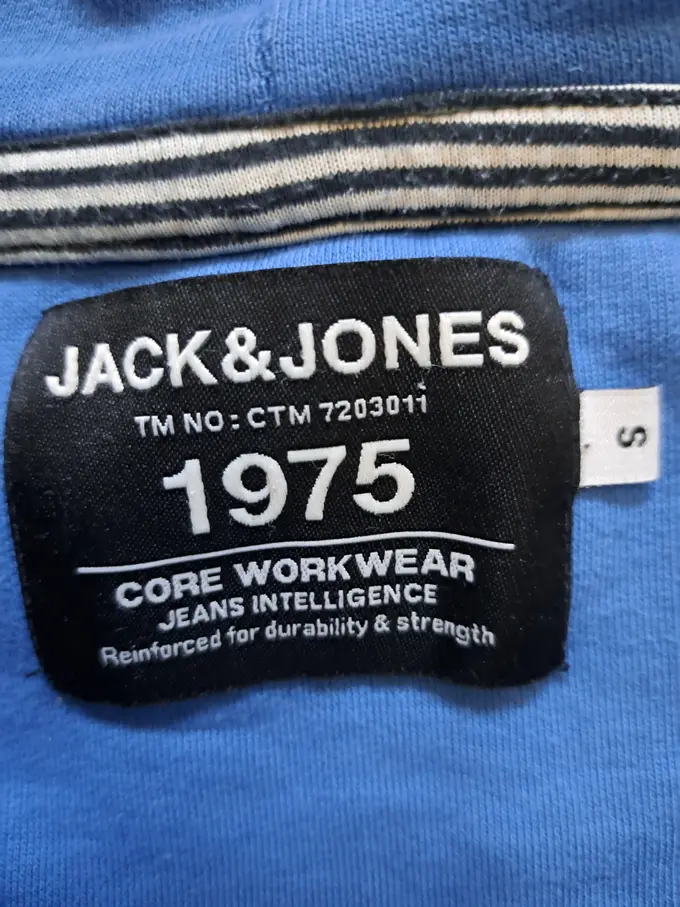 JACK&JONES
TM NO: CTM 7203011
1975
CORE WORKWEAR
JEANS INTELLIGENCE
Reinforced for durability & strength
S